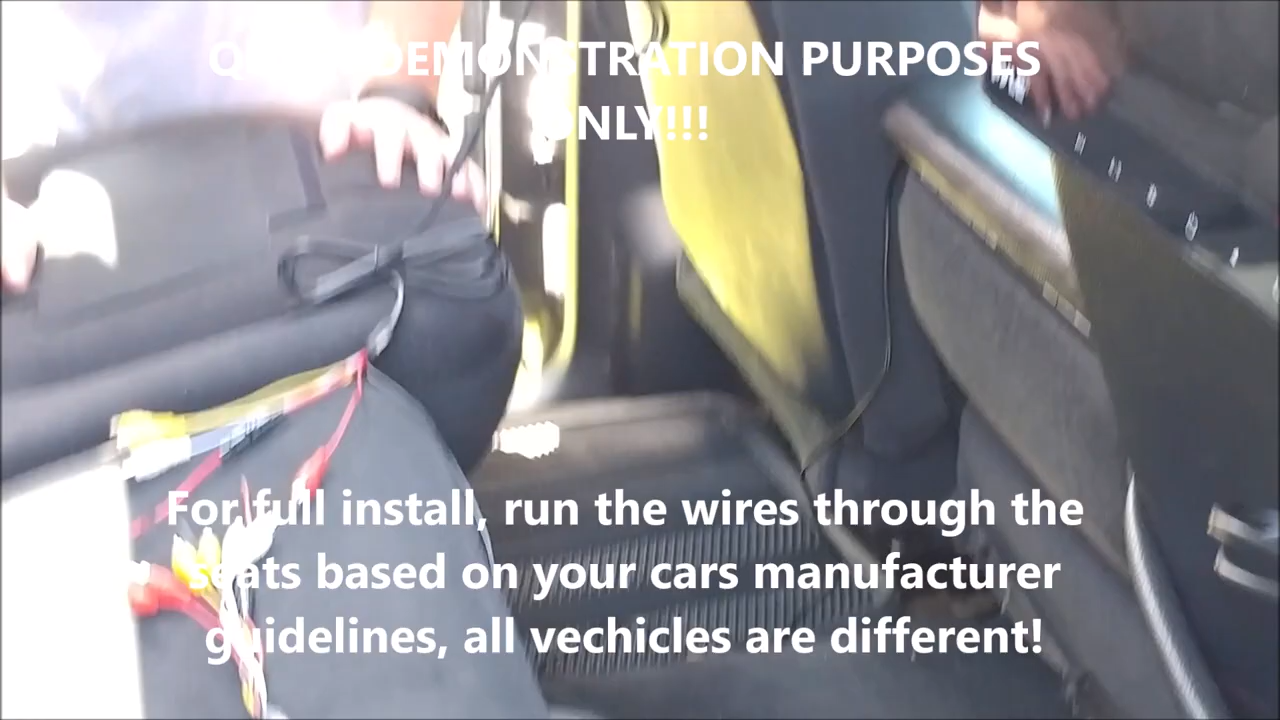 DEMONSTRATION PURPOSES
ONLY!!!
For full install, run the wires through the
seats based on your cars manufacturer
guidelines, all vechicles are different!